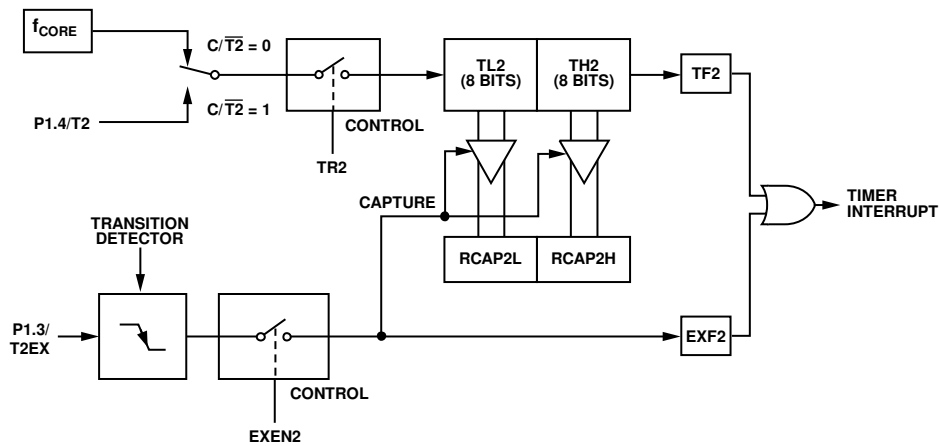 fCORE
C/T2 = 0
C/T2 = 1
P1.4/T2
CONTROL
TR2
TL2
(8 BITS)
TH2
(8 BITS)
TF2
CAPTURE
RCAP2L
RCAP2H
TIMER
INTERRUPT
TRANSITION
DETECTOR
P1.3/
T2EX
CONTROL
EXEN2
EXF2